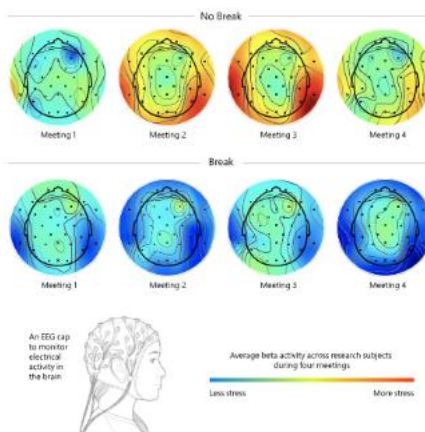 No Break
Meeting 1
Meeting 2
Meeting 3
Meeting 4
Break
Meeting 1
Meeting 2
Meeting 3
Meeting 4
An EEG cap
to monitor
electrical
activity in
the brain
Average beta activity across research subjects
during four meetings
Less stress
More stress